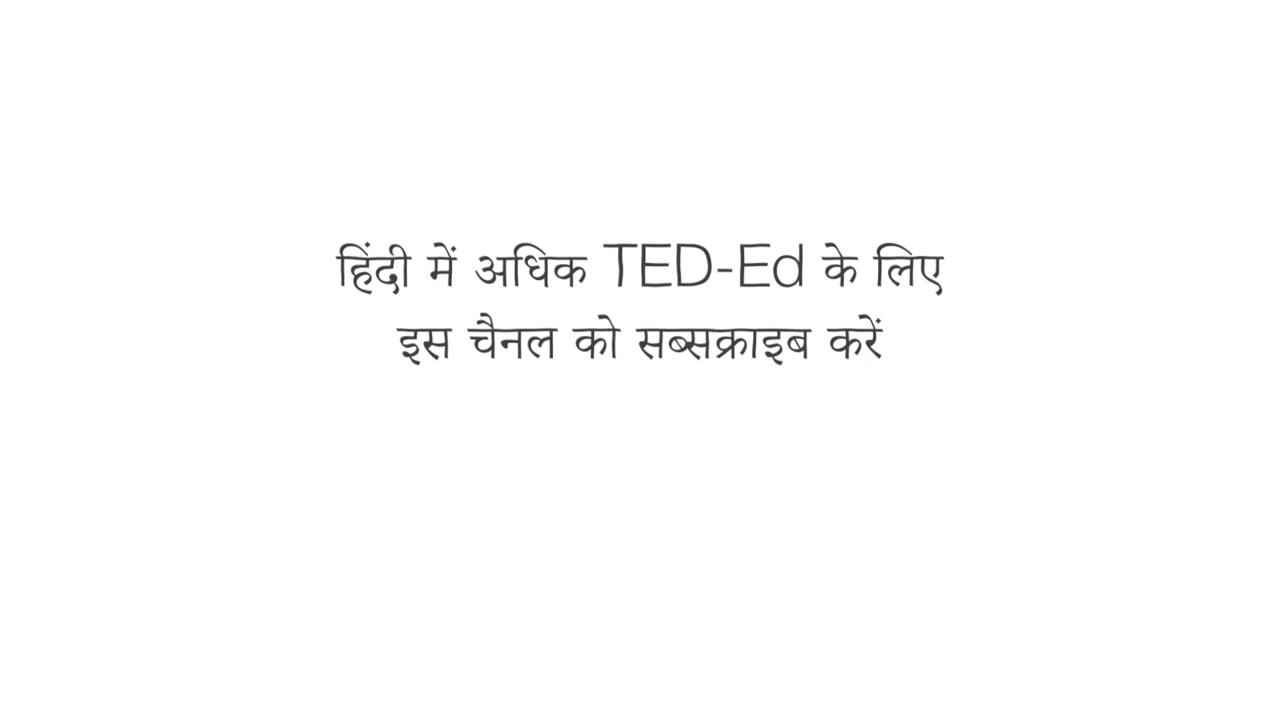 हिंदी में अधिक TED-Ed के लिए
इस चैनल को सब्सक्राइब करें